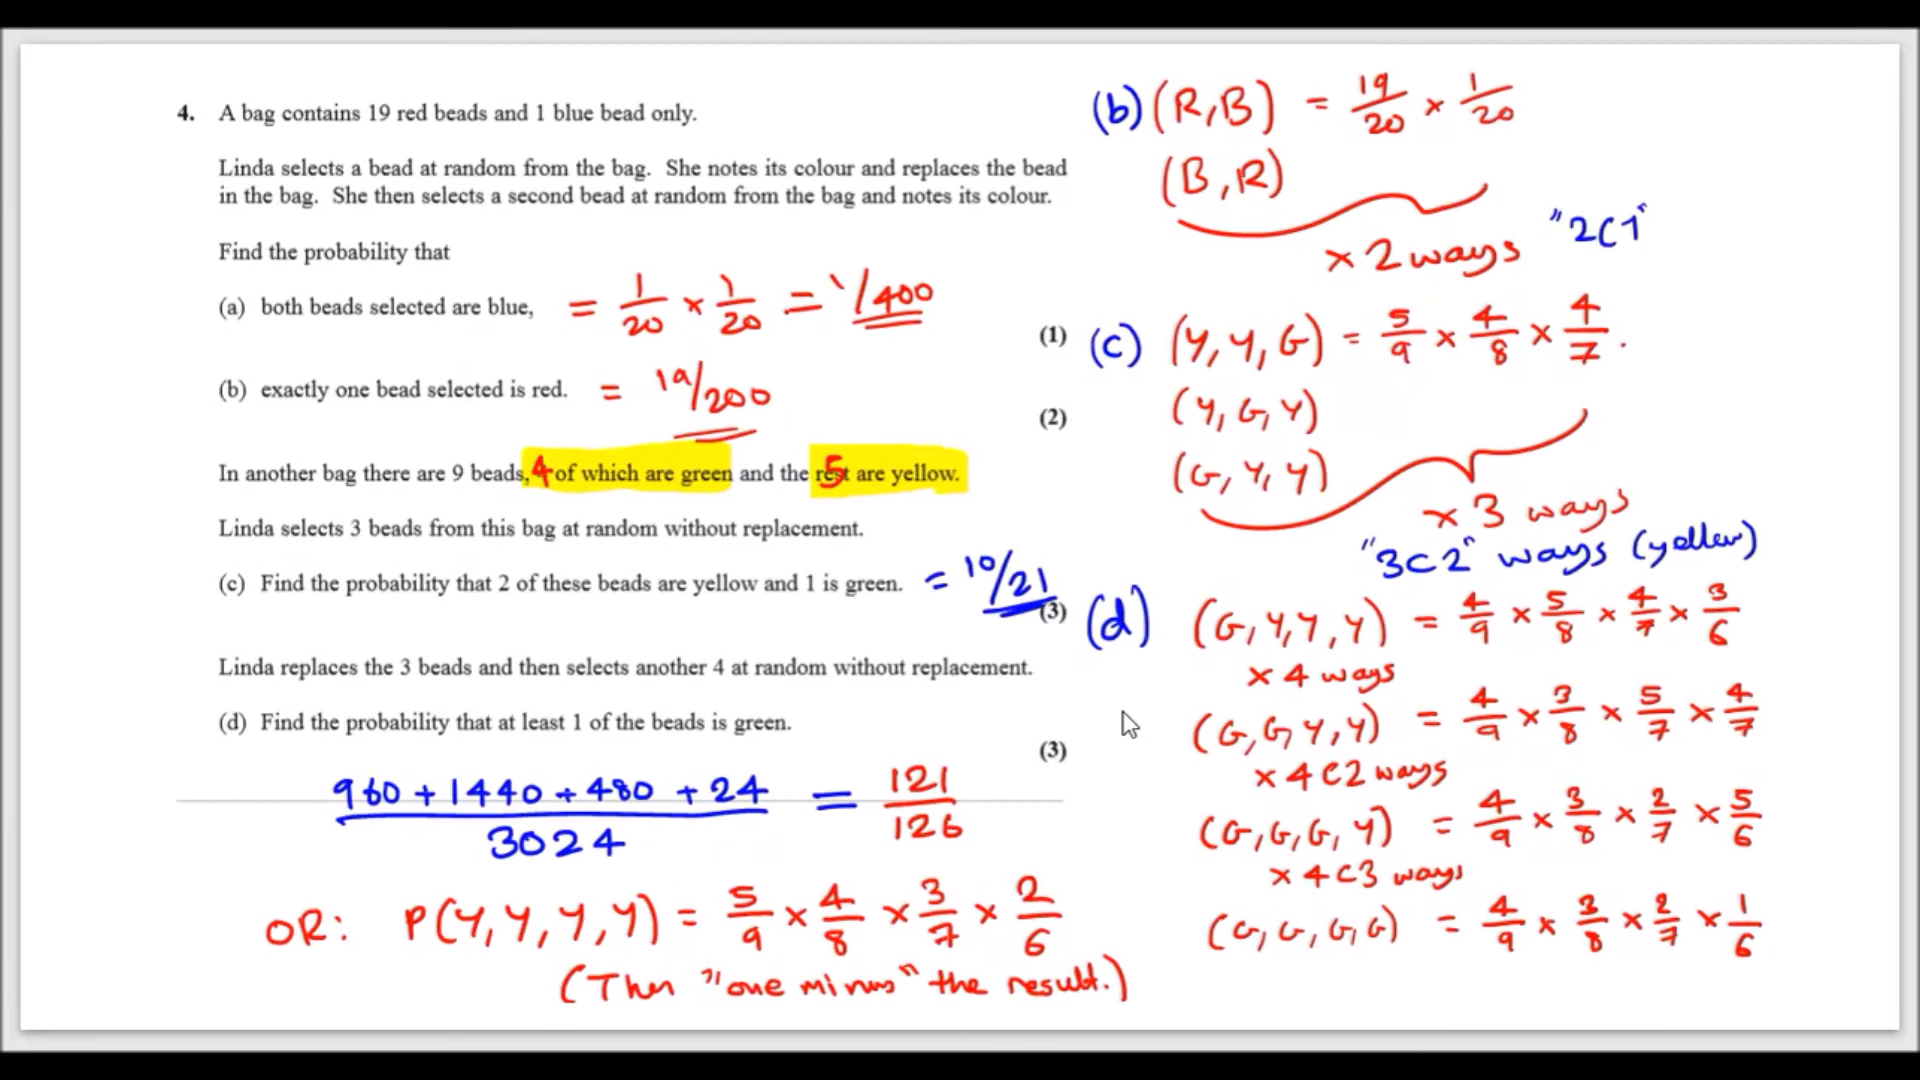 4. A bag contains 19 red beads and 1 blue bead only.
Linda selects a bead at random from the bag. She notes its colour and replaces the bead
in the bag. She then selects a second bead at random from the bag and notes its colour.
Find the probability that
(a) both beads selected are blue, = 1/20 × 1/20 = 1/400
(1)
(b) exactly one bead selected is red. = 19/200
(2)
In another bag there are 9 beads, 4 of which are green and the 5 rest are yellow.
Linda selects 3 beads from this bag at random without replacement.
(c) Find the probability that 2 of these beads are yellow and 1 is green. = 10/21
(3)
Linda replaces the 3 beads and then selects another 4 at random without replacement.
(d) Find the probability that at least 1 of the beads is green.
(3)
960 + 1440 + 480 + 24 / 3024 = 121/126
OR: P(Y, Y, Y, Y) = 5/9 × 4/8 × 3/7 × 2/6
(Then "one minus" the result.)
(b) (R,B) = 19/20 × 1/20
(B,R)
× 2 ways "2C1"
(c) (Y, Y, G) = 5/9 × 4/8 × 4/7 .
(Y, G, Y)
(G, Y, Y)
× 3 ways
"3C2" ways (yellow)
(d) (G, Y, Y, Y) = 4/9 × 5/8 × 4/7 × 3/6
× 4 ways
(G, G, Y, Y) = 4/9 × 3/8 × 5/7 × 4/7
× 4C2 ways
(G, G, G, Y) = 4/9 × 3/8 × 2/7 × 5/6
× 4C3 ways
(G, G, G, G) = 4/9 × 3/8 × 2/7 × 1/6